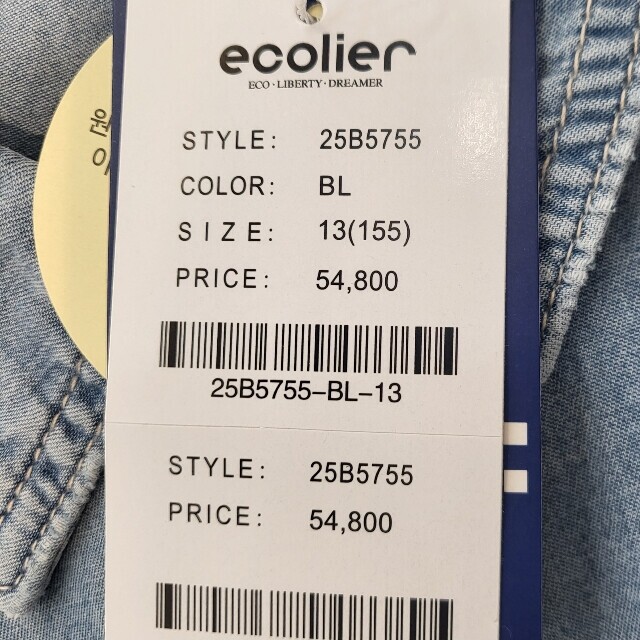 ecolier
ECO · LIBERTY · DREAMER
STYLE: 25B5755
COLOR: BL
SIZE: 13(155)
PRICE: 54,800
25B5755-BL-13
STYLE: 25B5755
PRICE: 54,800